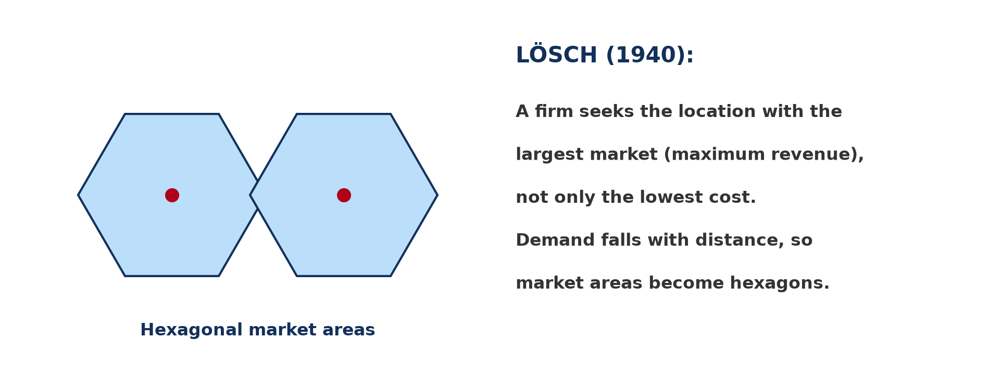 LÖSCH (1940):
A firm seeks the location with the
largest market (maximum revenue),
not only the lowest cost.
Demand falls with distance, so
market areas become hexagons.
Hexagonal market areas